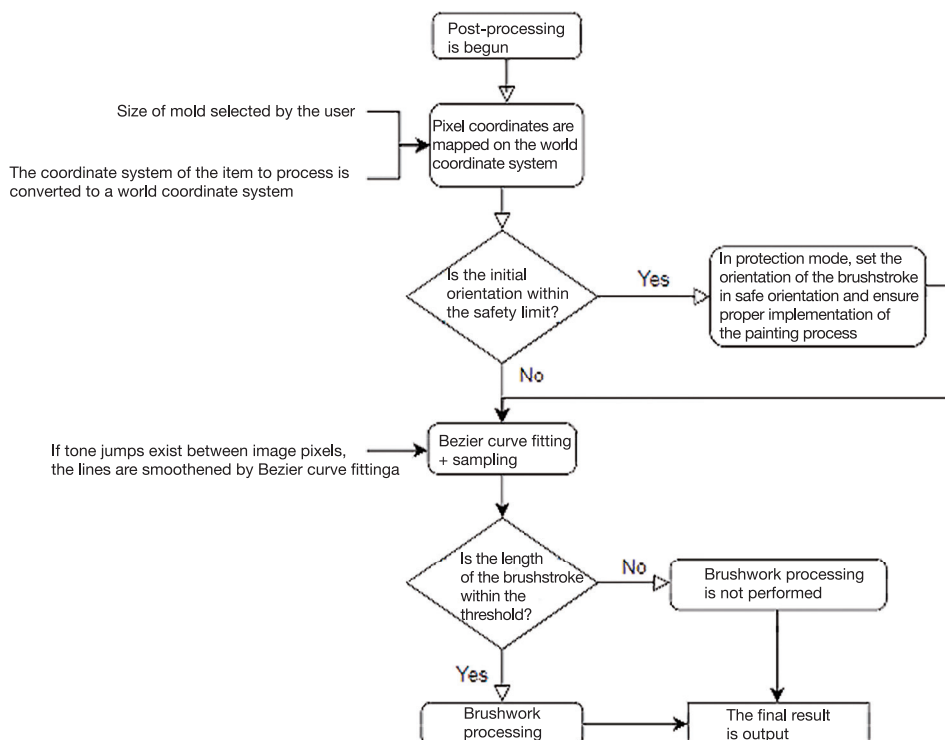 Post-processing
is begun
Size of mold selected by the user
Pixel coordinates are
mapped on the world
coordinate system
The coordinate system of the item to process is
converted to a world coordinate system
Is the initial
orientation within
the safety limit?
Yes
In protection mode, set the
orientation of the brushstroke
in safe orientation and ensure
proper implementation of
the painting process
No
If tone jumps exist between image pixels,
the lines are smoothened by Bezier curve fittinga
Bezier curve fitting
+ sampling
Is the length
of the brushstroke
within the
threshold?
No
Brushwork processing
is not performed
Yes
Brushwork
processing
The final result
is output